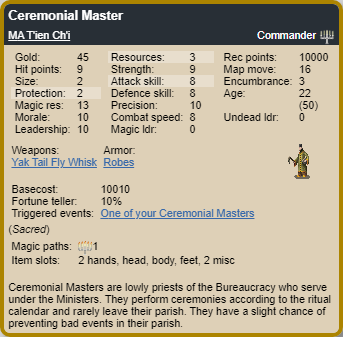 Ceremonial Master
MA T'ien Ch'i Commander
Gold: 45 Resources: 3 Rec points: 10000
Hit points: 9 Strength: 9 Map move: 16
Size: 2 Attack skill: 8 Encumbrance: 3
Protection: 2 Defence skill: 8 Age: 22
Magic res: 13 Precision: 10 (50)
Morale: 10 Combat speed: 8 Undead ldr: 0
Leadership: 10 Magic ldr: 0
Weapons: Armor:
Yak Tail Fly Whisk Robes
Basecost: 10010
Fortune teller: 10%
Triggered events: One of your Ceremonial Masters
(Sacred)
Magic paths: 1
Item slots: 2 hands, head, body, feet, 2 misc
Ceremonial Masters are lowly priests of the Bureaucracy who serve
under the Ministers. They perform ceremonies according to the ritual
calendar and rarely leave their parish. They have a slight chance of
preventing bad events in their parish.